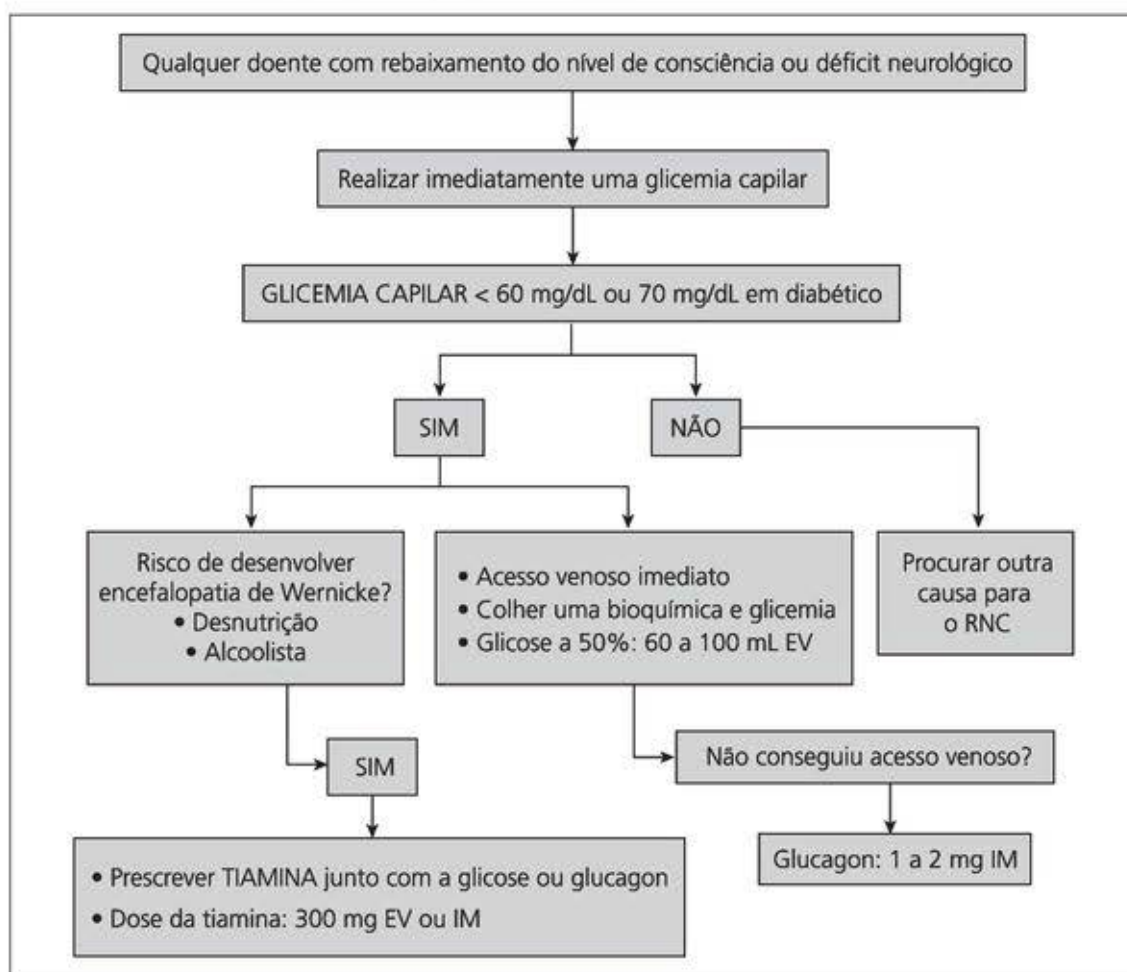 Qualquer doente com rebaixamento do nível de consciência ou déficit neurológico
Realizar imediatamente uma glicemia capilar
GLICEMIA CAPILAR < 60 mg/dL ou 70 mg/dL em diabético
SIM
NÃO
Risco de desenvolver
encefalopatia de Wernicke?
• Desnutrição
• Alcoolista
• Acesso venoso imediato
• Colher uma bioquímica e glicemia
• Glicose a 50%: 60 a 100 mL EV
Procurar outra
causa para
o RNC
SIM
Não conseguiu acesso venoso?
• Prescrever TIAMINA junto com a glicose ou glucagon
• Dose da tiamina: 300 mg EV ou IM
Glucagon: 1 a 2 mg IM